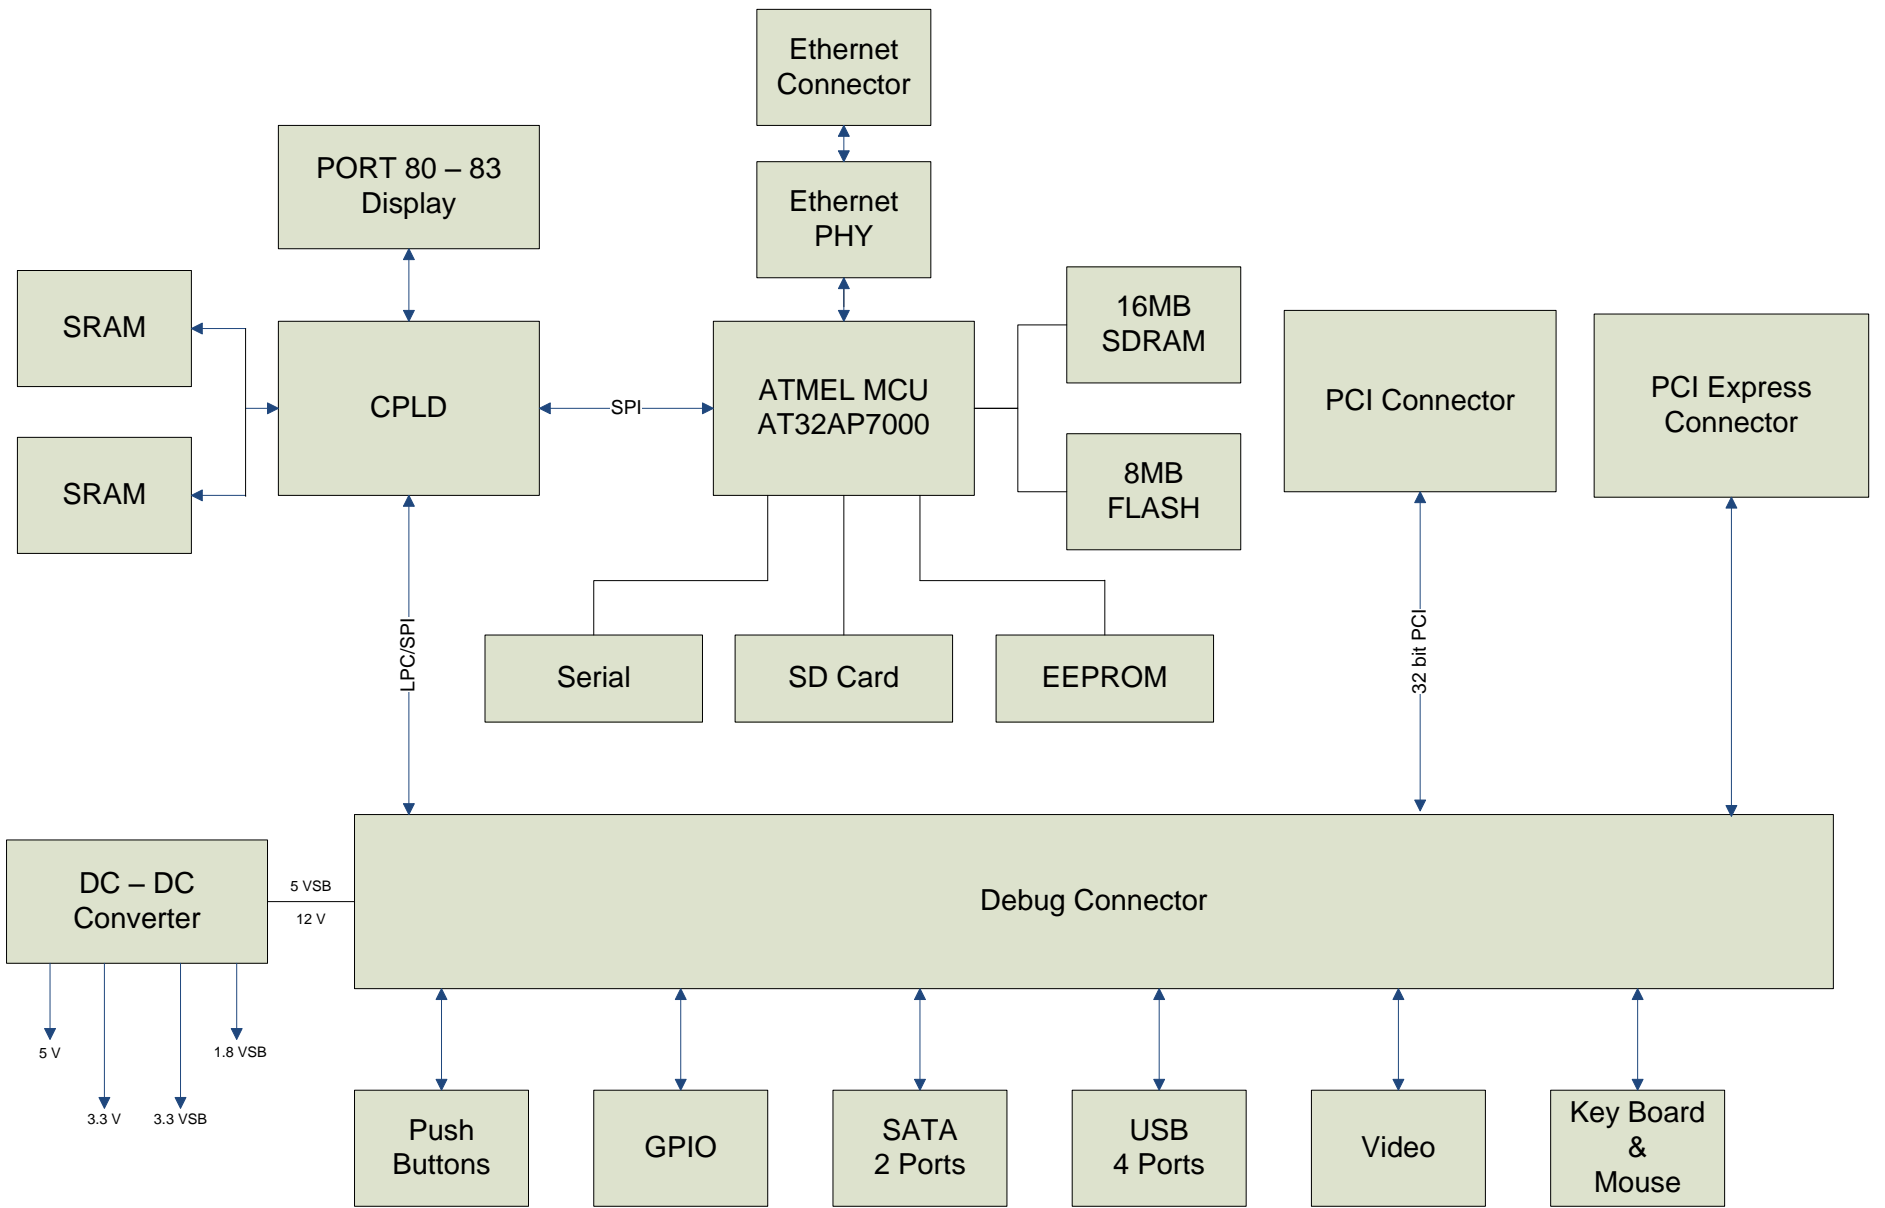 Ethernet
Connector
PORT 80 – 83
Display
Ethernet
PHY
SRAM
SRAM
CPLD
SPI
ATMEL MCU
AT32AP7000
16MB
SDRAM
8MB
FLASH
PCI Connector
PCI Express
Connector
LPC/SPI
Serial
SD Card
EEPROM
32 bit PCI
DC – DC
Converter
5 VSB
12 V
Debug Connector
5 V
3.3 V
3.3 VSB
1.8 VSB
Push
Buttons
GPIO
SATA
2 Ports
USB
4 Ports
Video
Key Board
&
Mouse